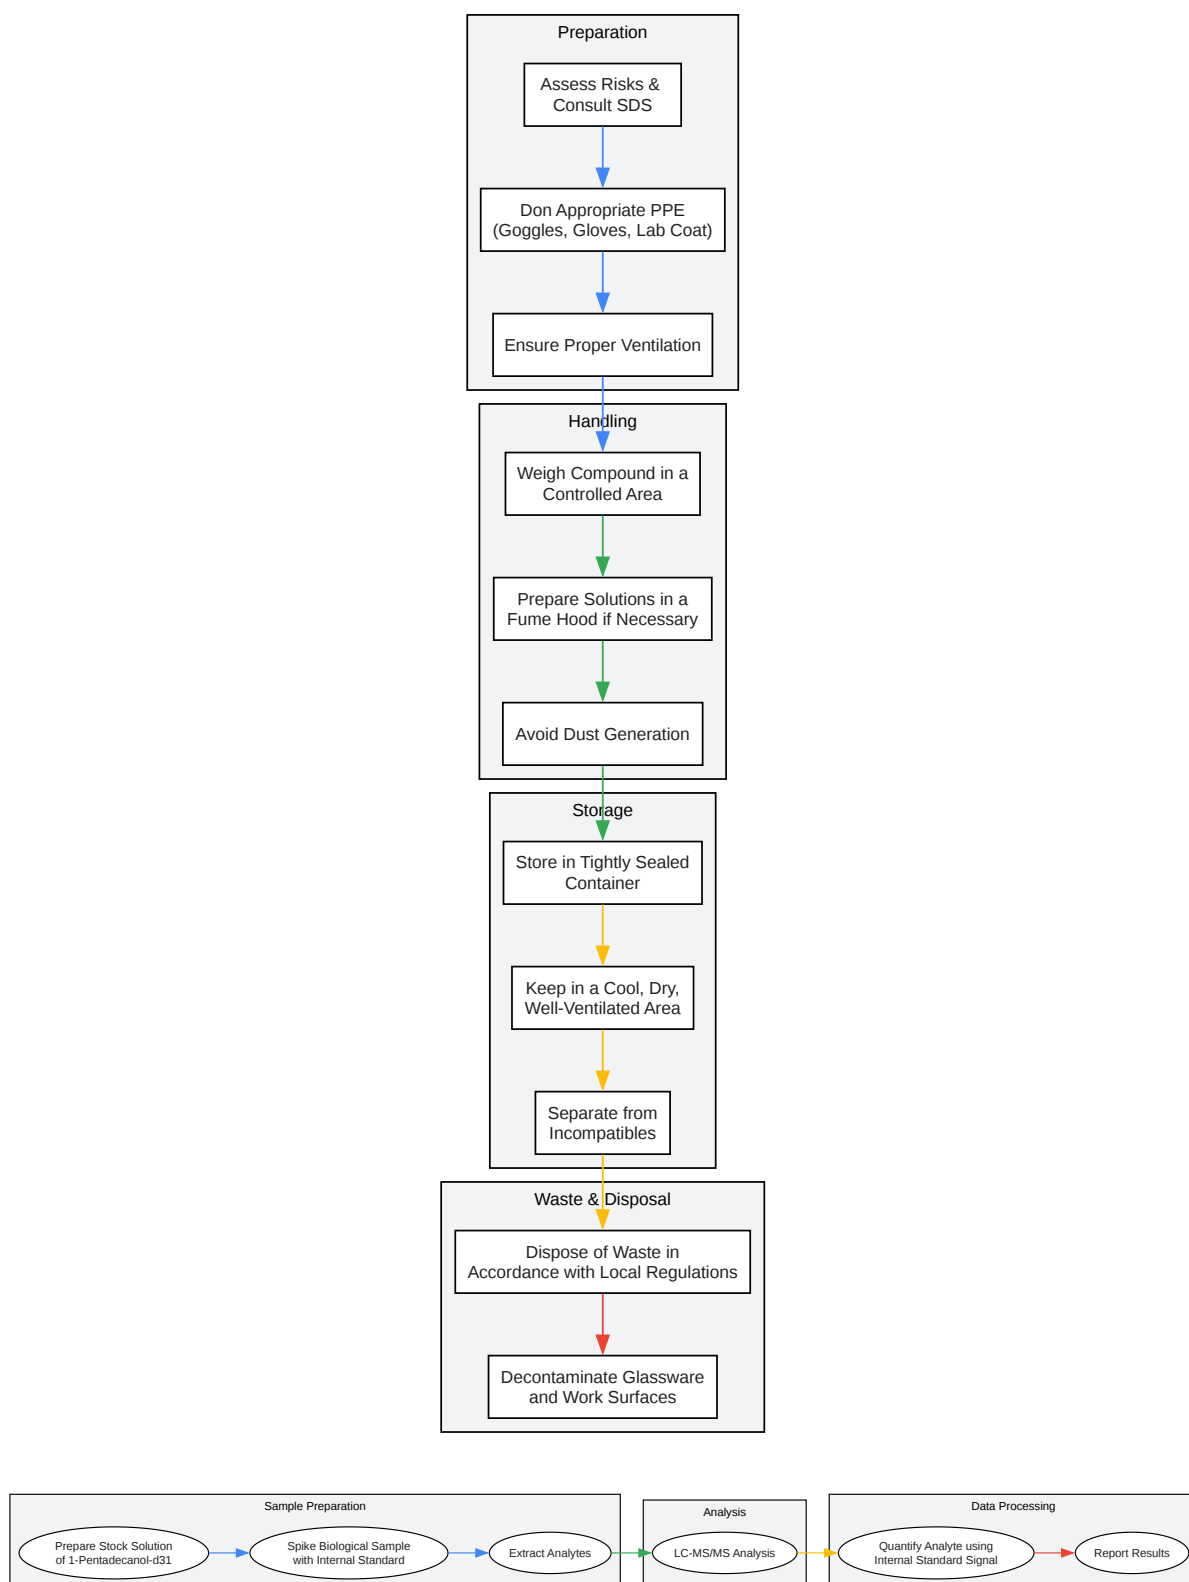 Preparation
Assess Risks &
Consult SDS
Don Appropriate PPE
(Goggles, Gloves, Lab Coat)
Ensure Proper Ventilation
Handling
Weigh Compound in a
Controlled Area
Prepare Solutions in a
Fume Hood if Necessary
Avoid Dust Generation
Storage
Store in Tightly Sealed
Container
Keep in a Cool, Dry,
Well-Ventilated Area
Separate from
Incompatibles
Waste & Disposal
Dispose of Waste in
Accordance with Local Regulations
Decontaminate Glassware
and Work Surfaces
Sample Preparation
Prepare Stock Solution
of 1-Pentadecanol-d31
Spike Biological Sample
with Internal Standard
Extract Analytes
Analysis
LC-MS/MS Analysis
Data Processing
Quantify Analyte using
Internal Standard Signal
Report Results